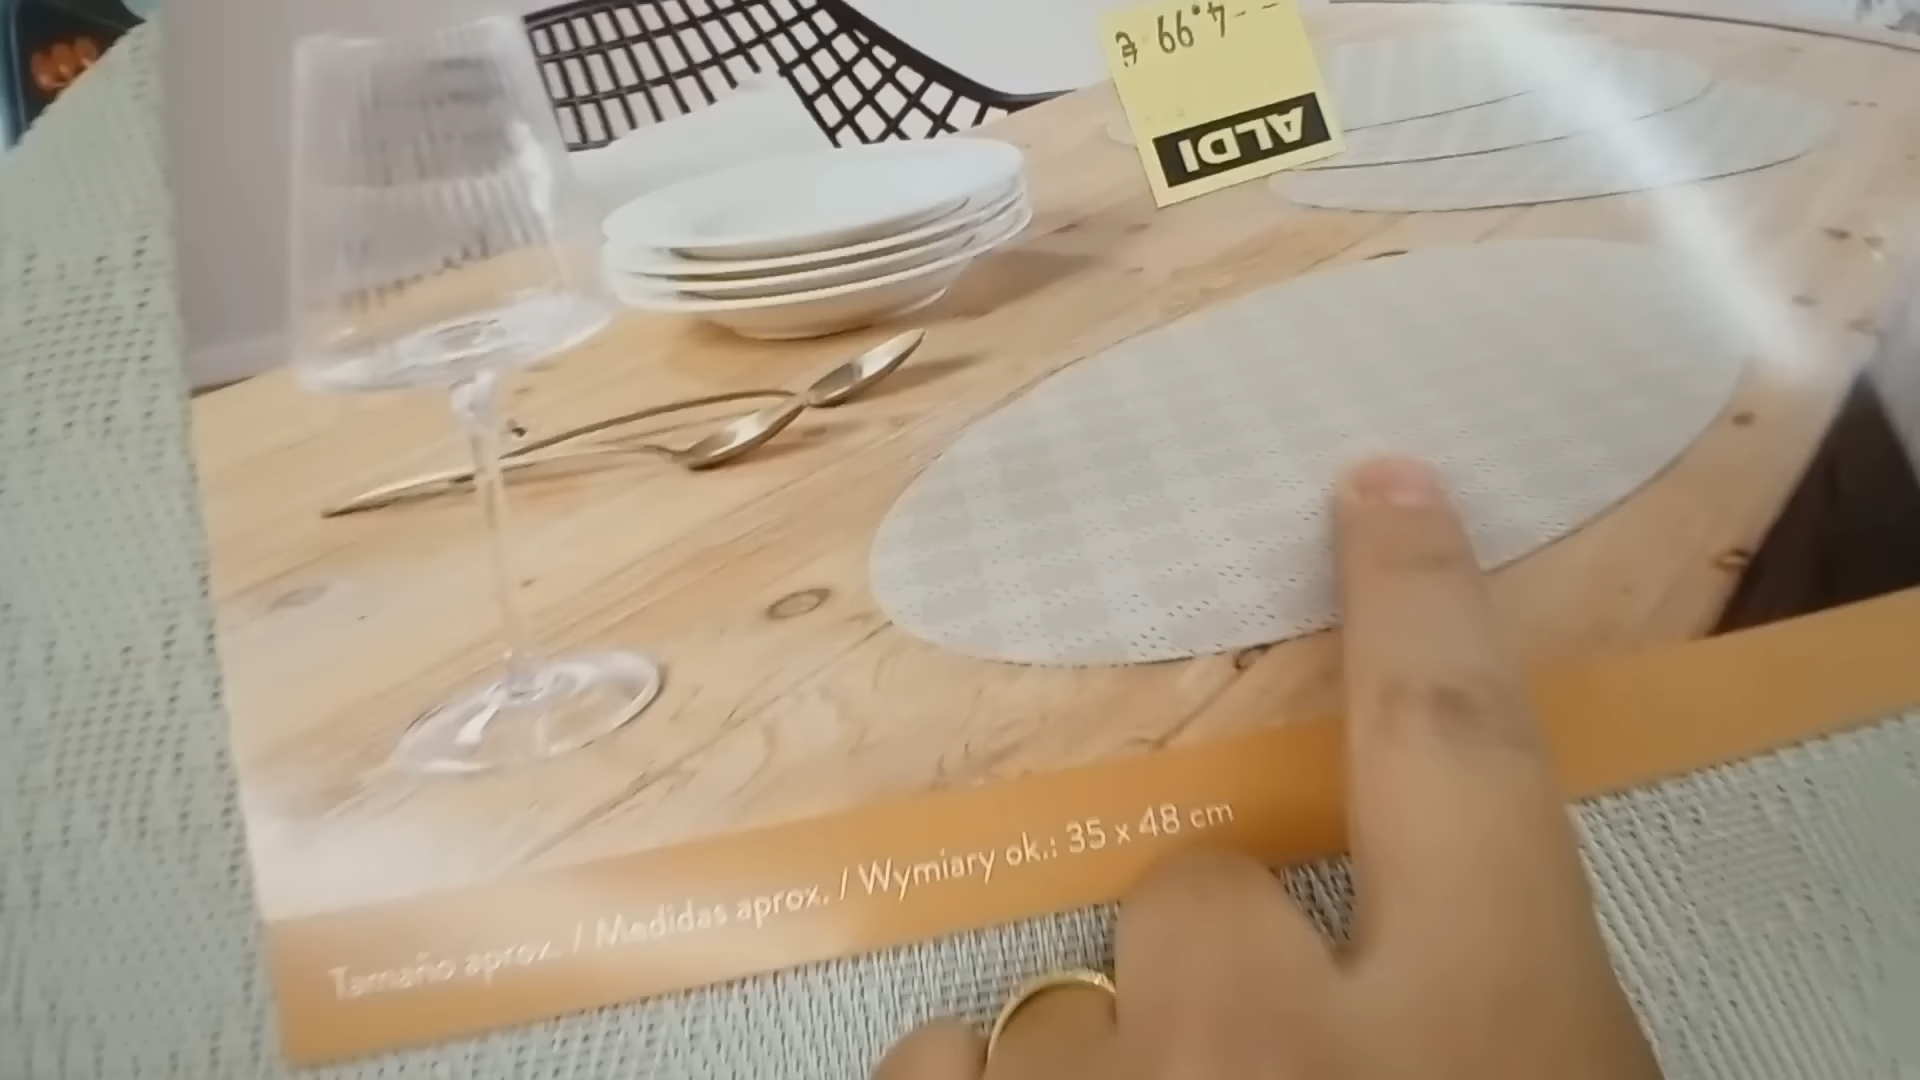 ALDI
4.99 €
Tamaño aprox. / Medidas aprox. / Wymiary ok.: 35 x 48 cm